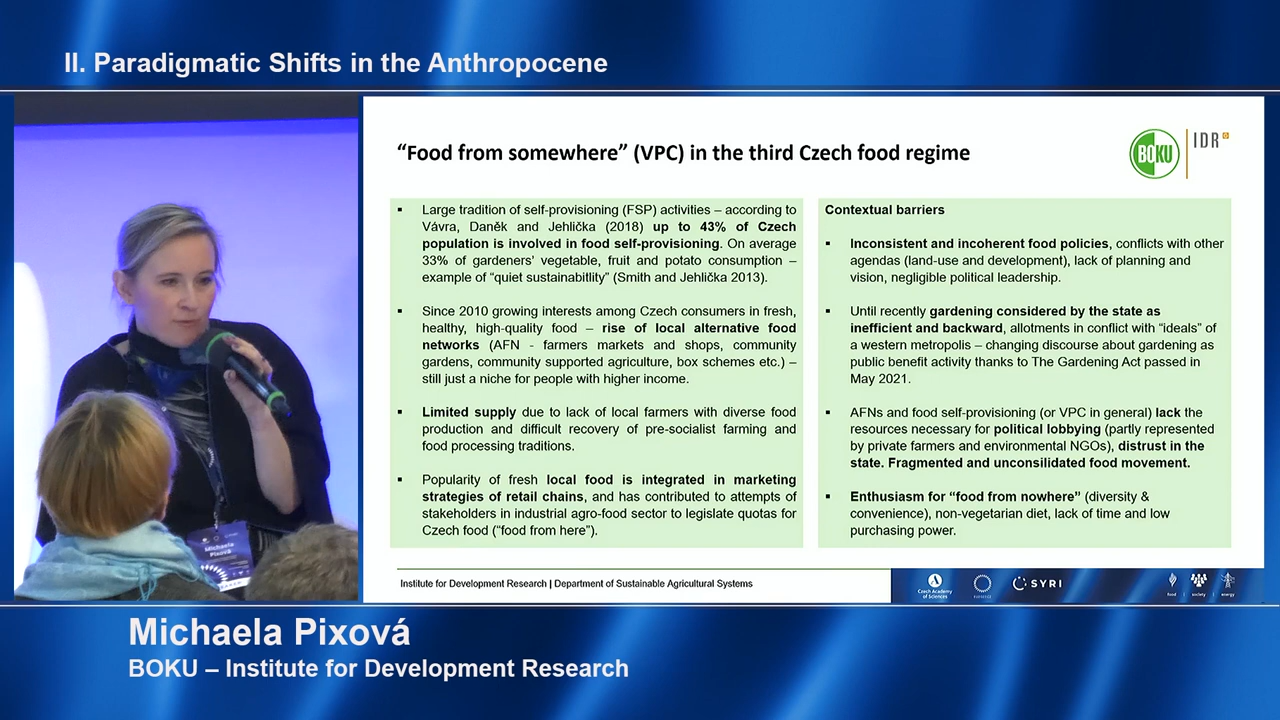 II. Paradigmatic Shifts in the Anthropocene
“Food from somewhere” (VPC) in the third Czech food regime
BOKU
IDR
▪ Large tradition of self-provisioning (FSP) activities – according to
Vávra, Daněk and Jehlička (2018) up to 43% of Czech
population is involved in food self-provisioning. On average
33% of gardeners’ vegetable, fruit and potato consumption –
example of “quiet sustainabitlity” (Smith and Jehlička 2013).
▪ Since 2010 growing interests among Czech consumers in fresh,
healthy, high-quality food – rise of local alternative food
networks (AFN - farmers markets and shops, community
gardens, community supported agriculture, box schemes etc.) –
still just a niche for people with higher income.
▪ Limited supply due to lack of local farmers with diverse food
production and difficult recovery of pre-socialist farming and
food processing traditions.
▪ Popularity of fresh local food is integrated in marketing
strategies of retail chains, and has contributed to attempts of
stakeholders in industrial agro-food sector to legislate quotas for
Czech food (“food from here”).
Contextual barriers
▪ Inconsistent and incoherent food policies, conflicts with other
agendas (land-use and development), lack of planning and
vision, negligible political leadership.
▪ Until recently gardening considered by the state as
inefficient and backward, allotments in conflict with “ideals” of
a western metropolis – changing discourse about gardening as
public benefit activity thanks to The Gardening Act passed in
May 2021.
▪ AFNs and food self-provisioning (or VPC in general) lack the
resources necessary for political lobbying (partly represented
by private farmers and environmental NGOs), distrust in the
state. Fragmented and unconsilidated food movement.
▪ Enthusiasm for “food from nowhere” (diversity &
convenience), non-vegetarian diet, lack of time and low
purchasing power.
Institute for Development Research | Department of Sustainable Agricultural Systems
Czech Academy
of Sciences
SYRI
food | society | energy
Michaela
Pixová
Michaela Pixová
BOKU – Institute for Development Research